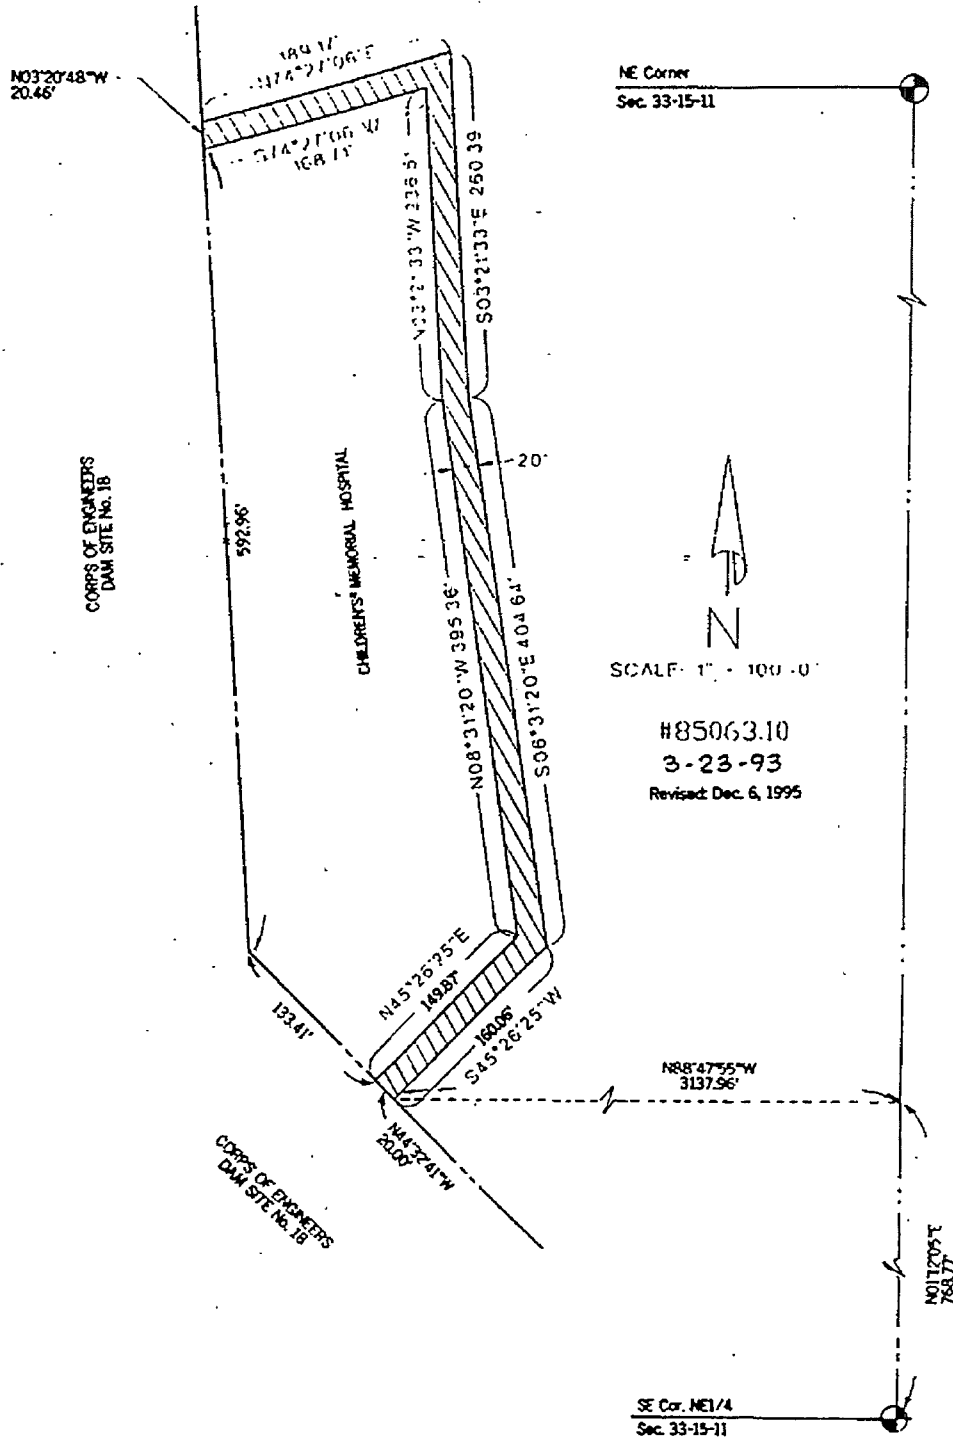 N03°20'48"W
20.46'
NE Corner
Sec. 33-15-11
S03°21'33"E 260 39
20'
CORPS OF ENGINEERS
DAM SITE No. 18
592.96'
CHILDREN'S MEMORIAL HOSPITAL
N08°31'20"W 395 36'
S06°31'20"E 404 64'
N
SCALE: 1" - 100'-0"
#85063.10
3-23-93
Revised: Dec. 6, 1995
N45°26'25"E
149.87'
160.06'
S45°26'25"W
133.41'
N88°47'55"W
3137.96'
N44°32'41"W
20.00'
CORPS OF ENGINEERS
DAM SITE No. 18
N01°12'05"E
768.77'
SE Cor. NE1/4
Sec. 33-15-11